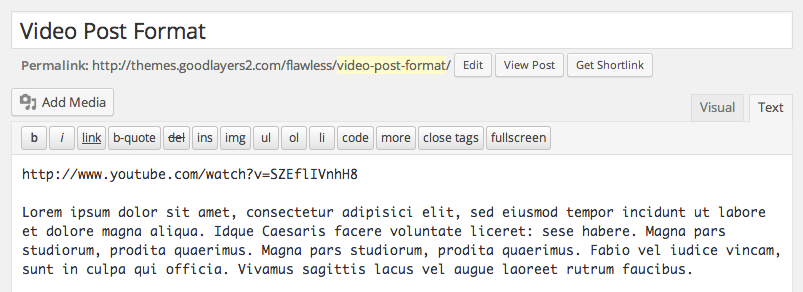 Video Post Format
Permalink: http://themes.goodlayers2.com/flawless/video-post-format/ Edit View Post Get Shortlink
Add Media Visual Text
b i link b-quote del ins img ul ol li code more close tags fullscreen
http://www.youtube.com/watch?v=SZEflIVnhH8
Lorem ipsum dolor sit amet, consectetur adipisici elit, sed eiusmod tempor incidunt ut labore
et dolore magna aliqua. Idque Caesaris facere voluntate liceret: sese habere. Magna pars
studiorum, prodita quaerimus. Magna pars studiorum, prodita quaerimus. Fabio vel iudice vincam,
sunt in culpa qui officia. Vivamus sagittis lacus vel augue laoreet rutrum faucibus.